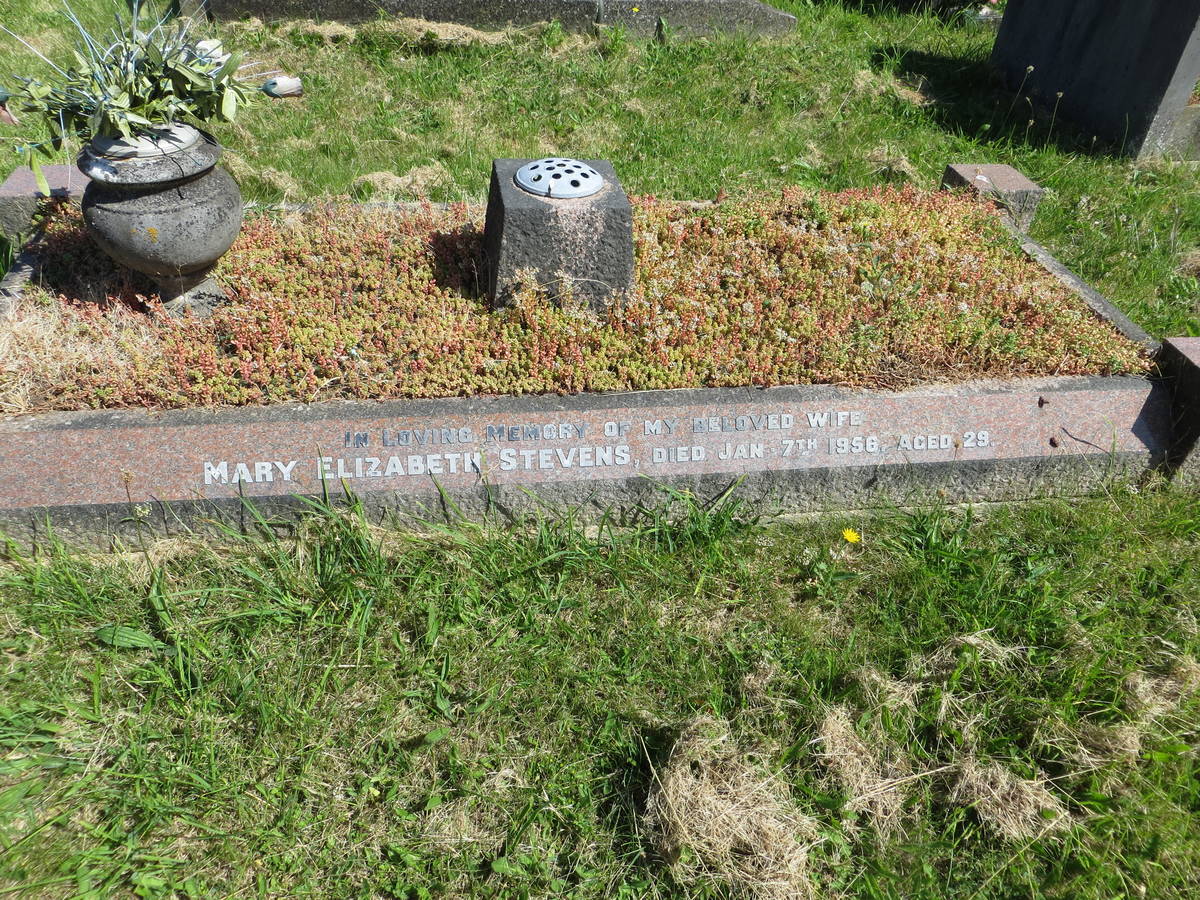 IN LOVING MEMORY OF MY BELOVED WIFE
MARY ELIZABETH STEVENS, DIED JAN. 7TH 1956, AGED 29.